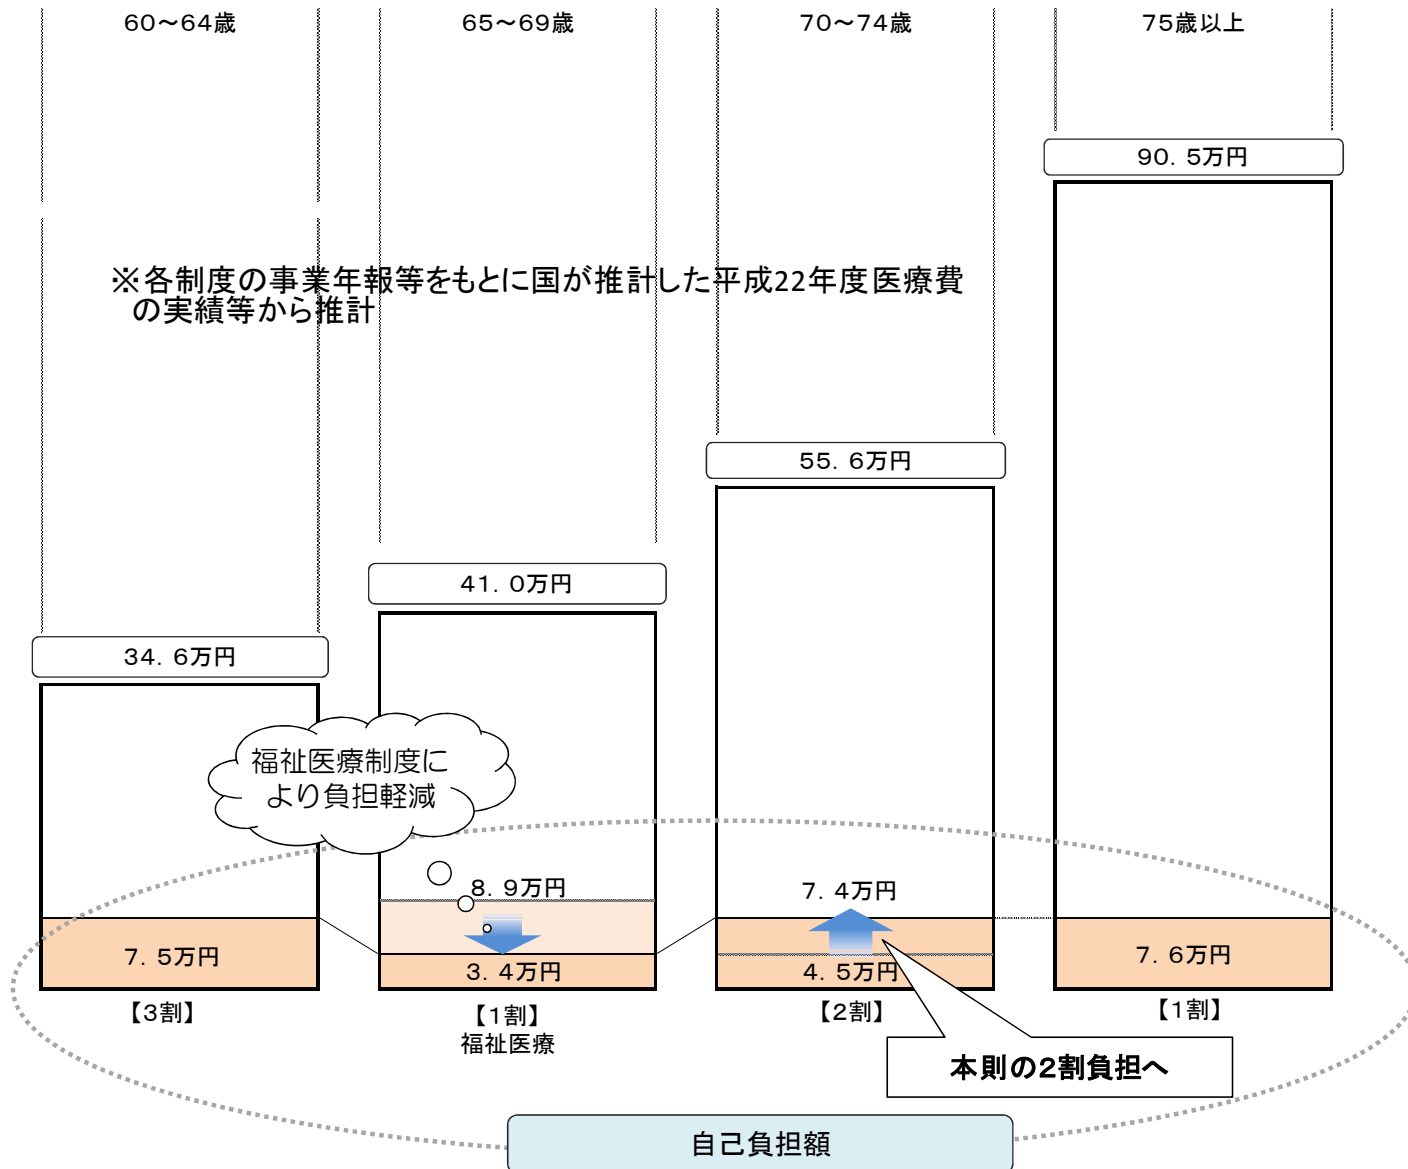 60～64歳
65～69歳
70～74歳
75歳以上
90．5万円
※各制度の事業年報等をもとに国が推計した平成22年度医療費
の実績等から推計
55．6万円
41．0万円
34．6万円
福祉医療制度に
より負担軽減
8．9万円
7．4万円
7．5万円
3．4万円
4．5万円
7．6万円
【3割】
【1割】
福祉医療
【2割】
【1割】
本則の2割負担へ
自己負担額